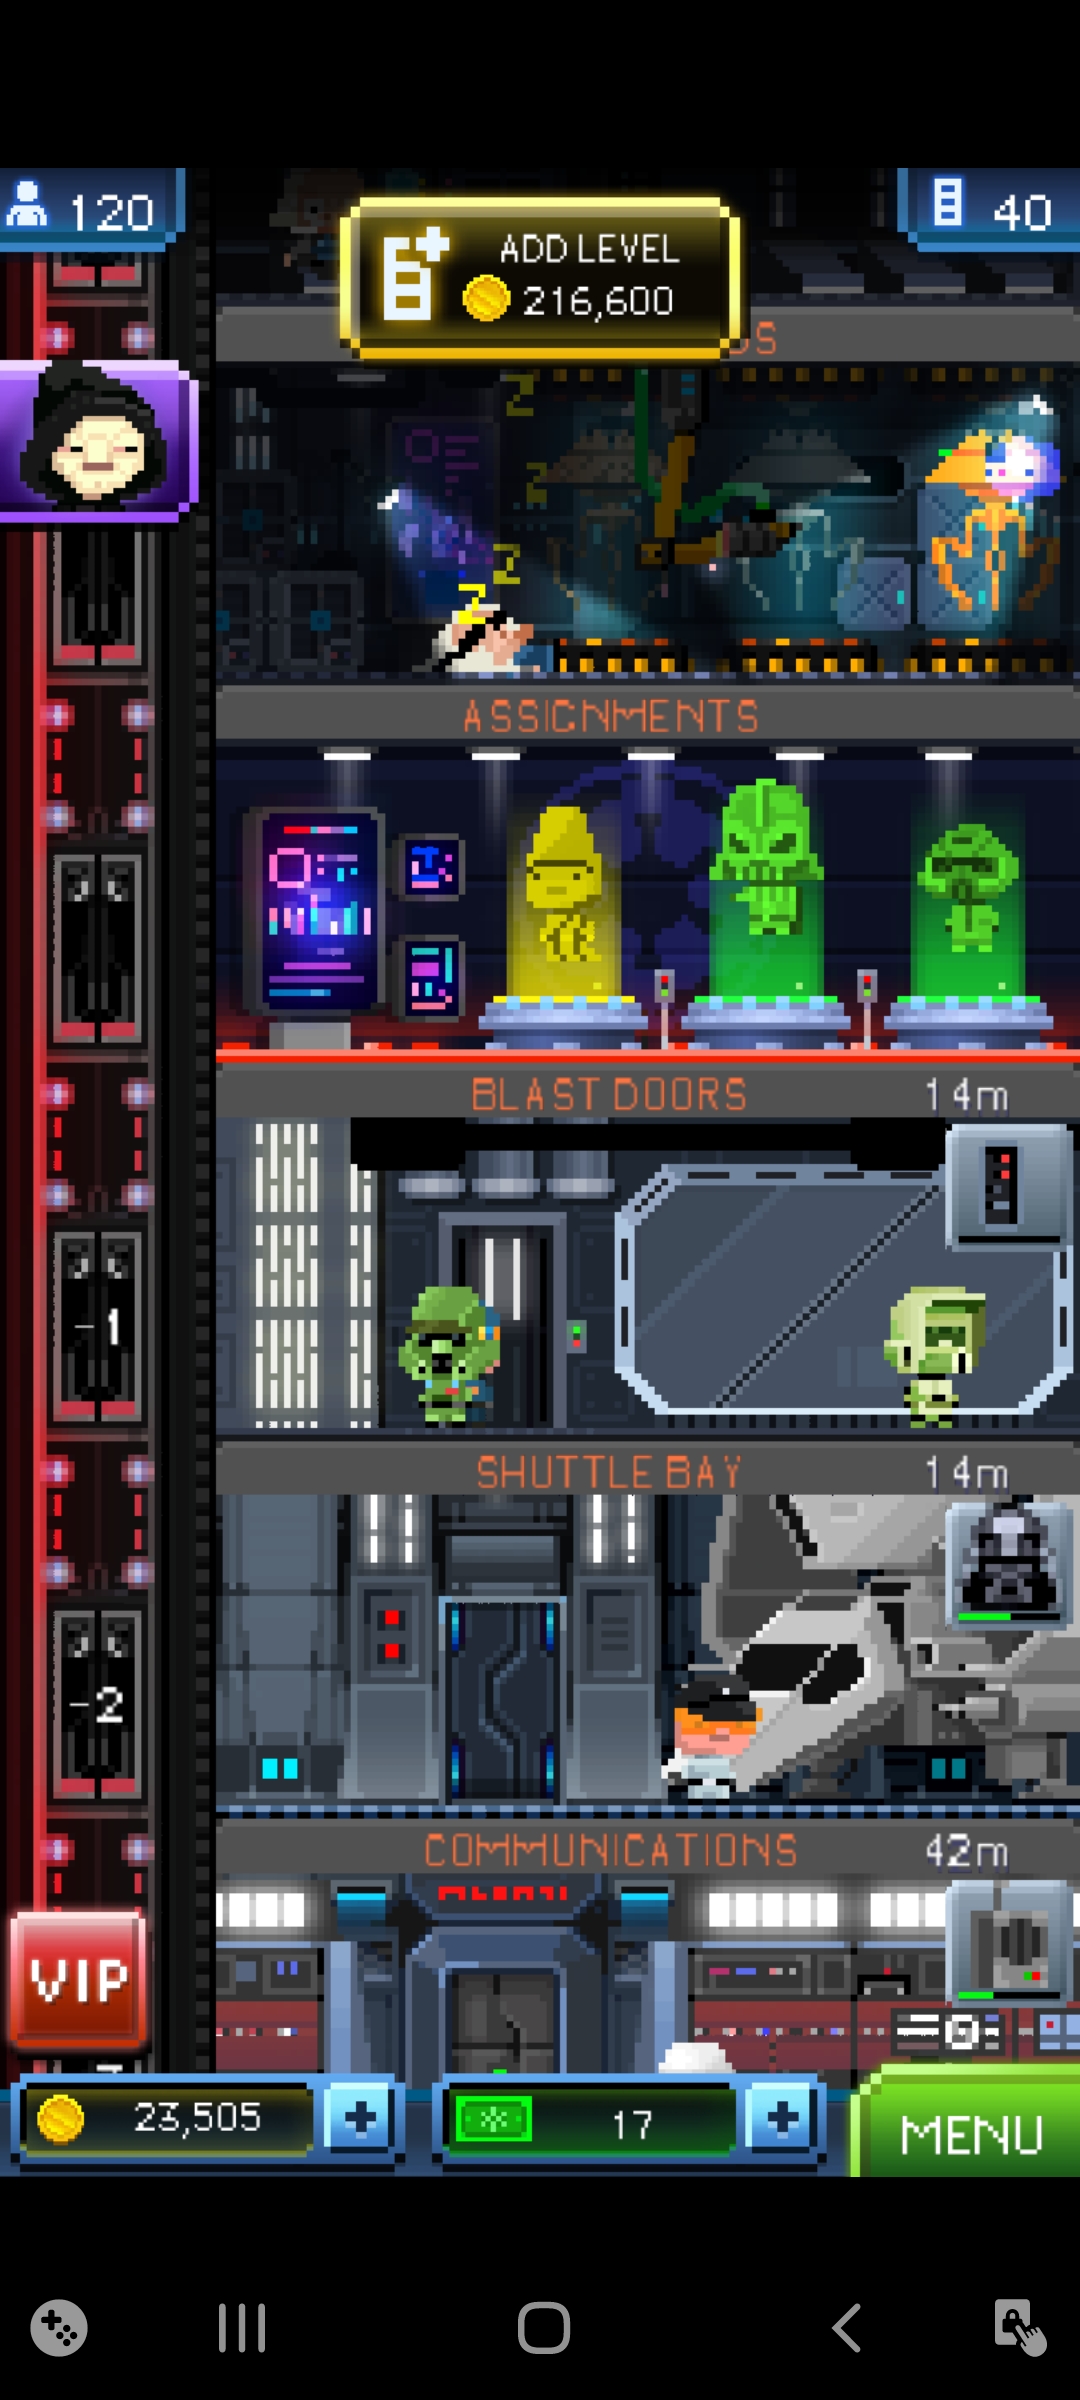 120
40
ADD LEVEL
216,600
Z
Z
Z
Z
ASSIGNMENTS
BLAST DOORS 14m
-1
SHUTTLE BAY 14m
-2
COMMUNICATIONS 42m
VIP
23,505 +
17 +
MENU